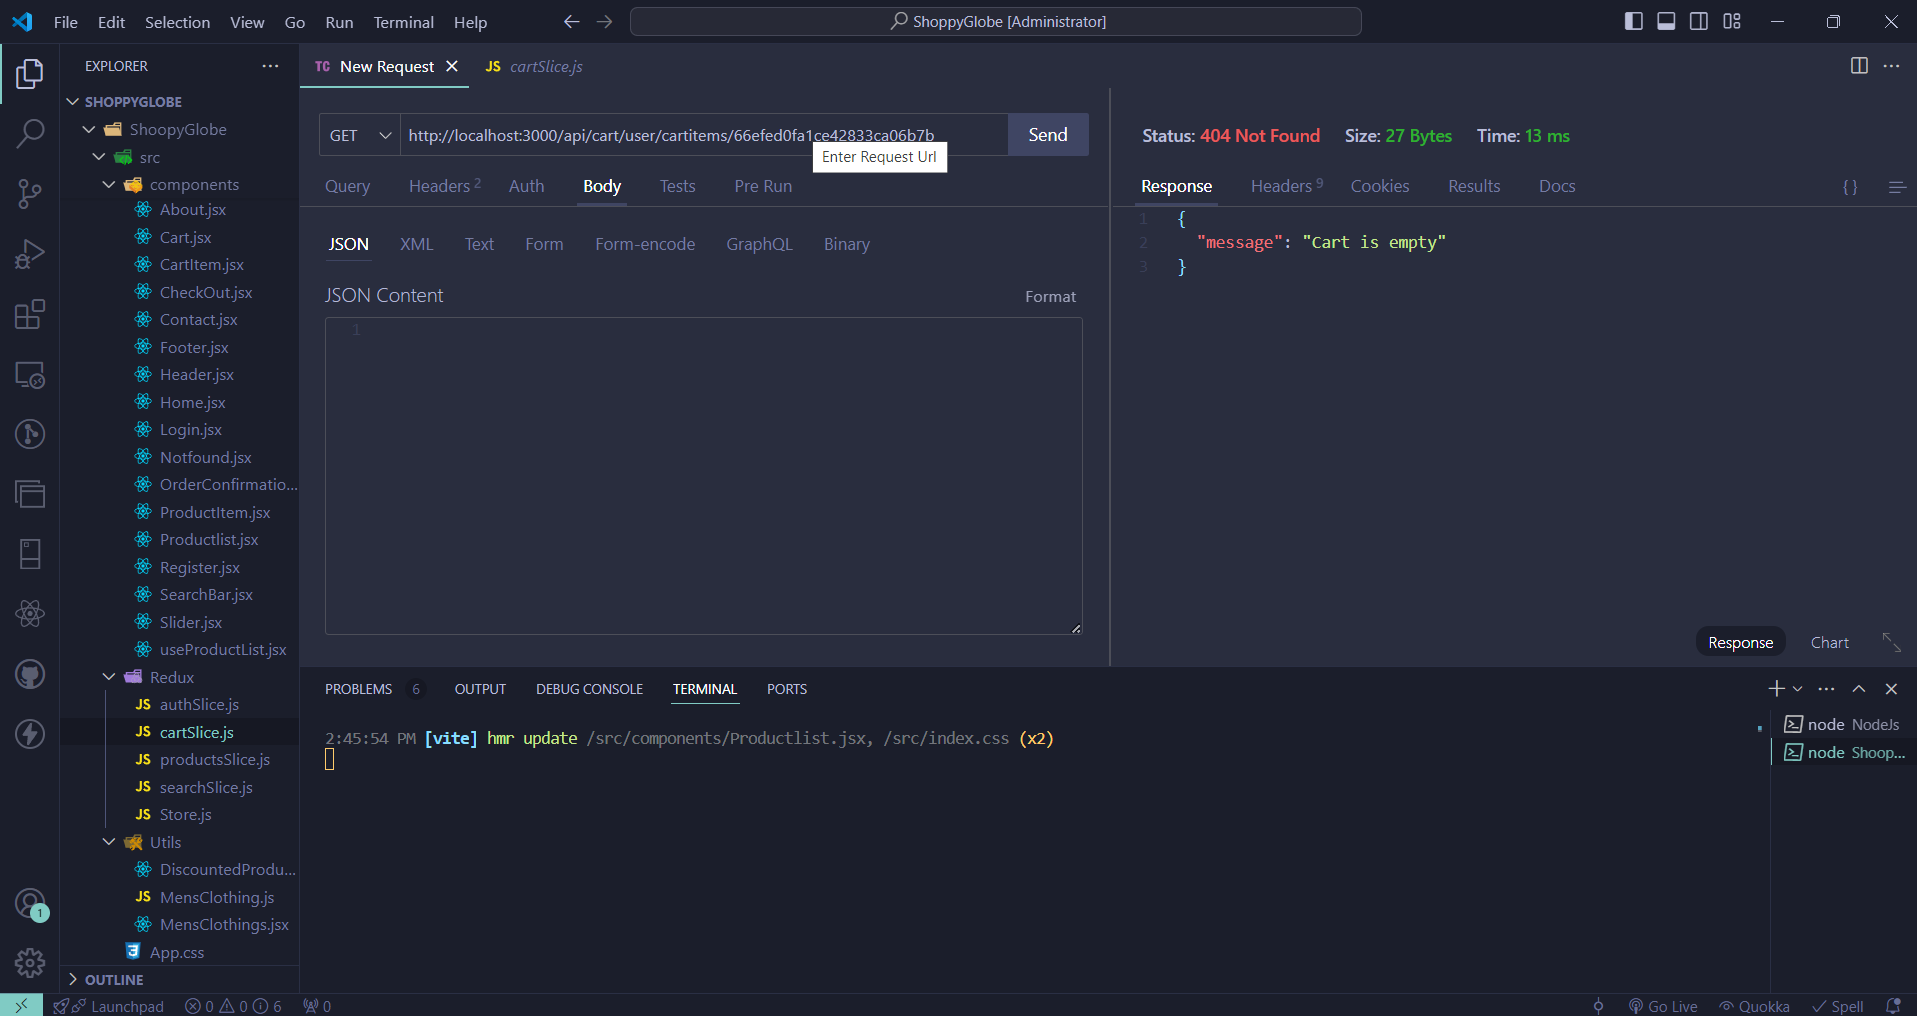 File Edit Selection View Go Run Terminal Help
ShoppyGlobe [Administrator]
EXPLORER
SHOPPYGLOBE
ShoopyGlobe
src
components
About.jsx
Cart.jsx
CartItem.jsx
CheckOut.jsx
Contact.jsx
Footer.jsx
Header.jsx
Home.jsx
Login.jsx
Notfound.jsx
OrderConfirmatio...
ProductItem.jsx
Productlist.jsx
Register.jsx
SearchBar.jsx
Slider.jsx
useProductList.jsx
Redux
JS authSlice.js
JS cartSlice.js
JS productsSlice.js
JS searchSlice.js
JS Store.js
Utils
DiscountedProdu...
JS MensClothing.js
MensClothings.jsx
App.css
OUTLINE
1
TC New Request
JS cartSlice.js
GET http://localhost:3000/api/cart/user/cartitems/66efed0fa1ce42833ca06b7b Send
Enter Request Url
Query Headers 2 Auth Body Tests Pre Run
JSON XML Text Form Form-encode GraphQL Binary
JSON Content Format
1
Status: 404 Not Found Size: 27 Bytes Time: 13 ms
Response Headers 9 Cookies Results Docs { }
1 {
2 "message": "Cart is empty"
3 }
Response Chart
PROBLEMS 6 OUTPUT DEBUG CONSOLE TERMINAL PORTS
2:45:54 PM [vite] hmr update /src/components/Productlist.jsx, /src/index.css (x2)
node NodeJs
node Shoop...
Launchpad 0 0 6 0
Go Live Quokka Spell